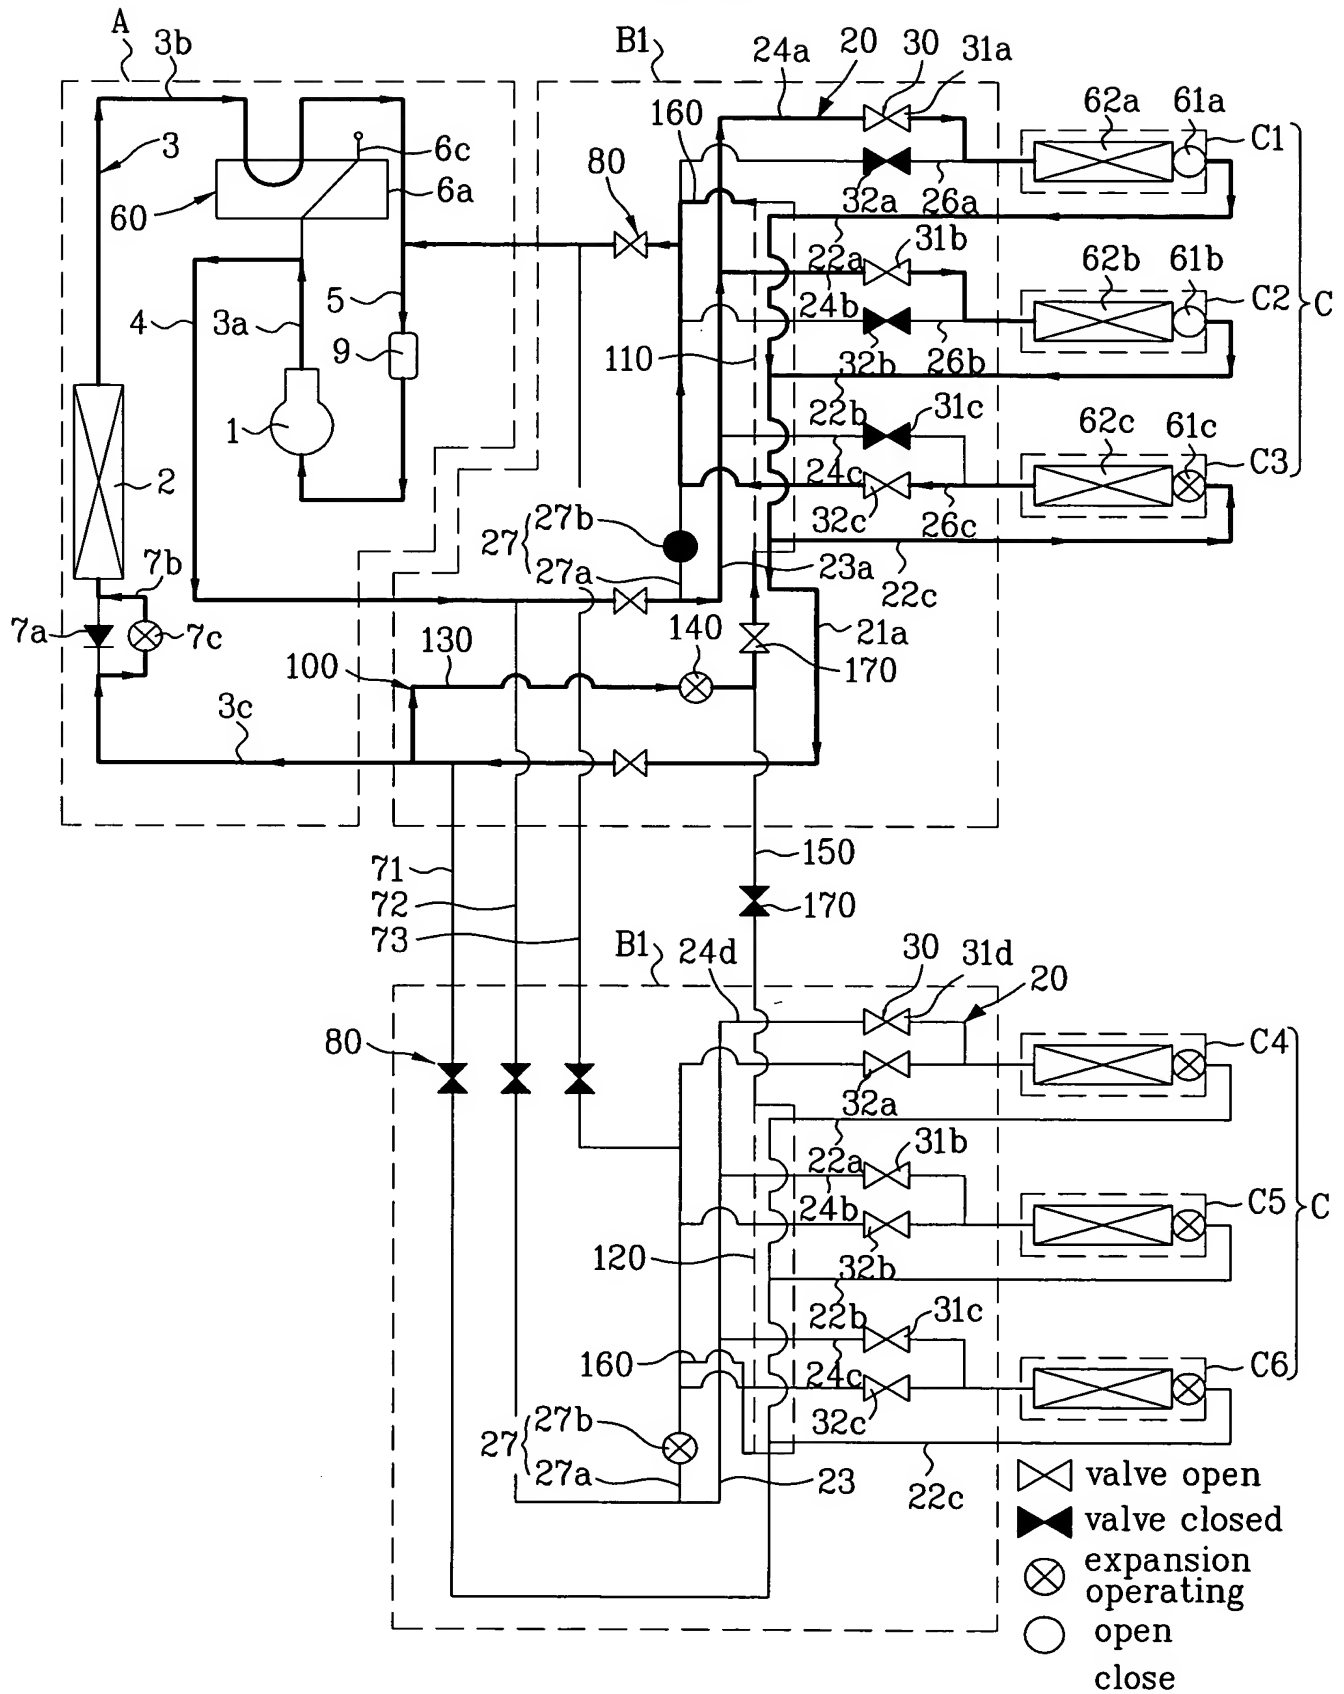 A
3b
B1
24a
20
30
31a
62a
61a
C1
160
3
6c
6a
60
80
32a
26a
22a
31b
62b
61b
C2
C
4
3a
5
9
24b
110
32b
26b
22b
31c
62c
61c
C3
1
2
24c
32c
26c
27
27b
27a
23a
22c
7b
7a
7c
100
130
140
170
21a
3c
71
150
72
170
73
B1
24d
30
31d
20
80
C4
32a
22a
31b
24b
C5
C
120
32b
22b
31c
160
24c
C6
32c
27
27b
27a
23
22c
valve open
valve closed
expansion
operating
open
close